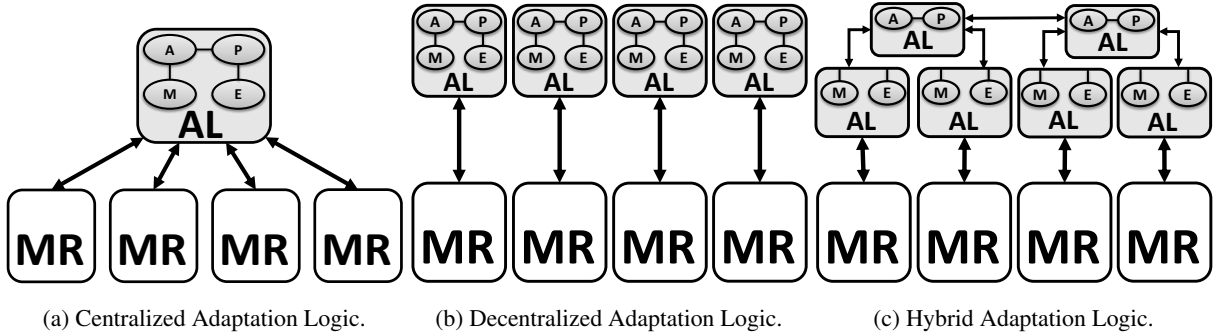 A P A P A P A P A P A P A P
M E AL M E AL M E AL M E AL M E AL AL AL
M E AL M E AL M E AL M E AL
MR MR MR MR MR MR MR MR MR MR MR MR
(a) Centralized Adaptation Logic. (b) Decentralized Adaptation Logic. (c) Hybrid Adaptation Logic.